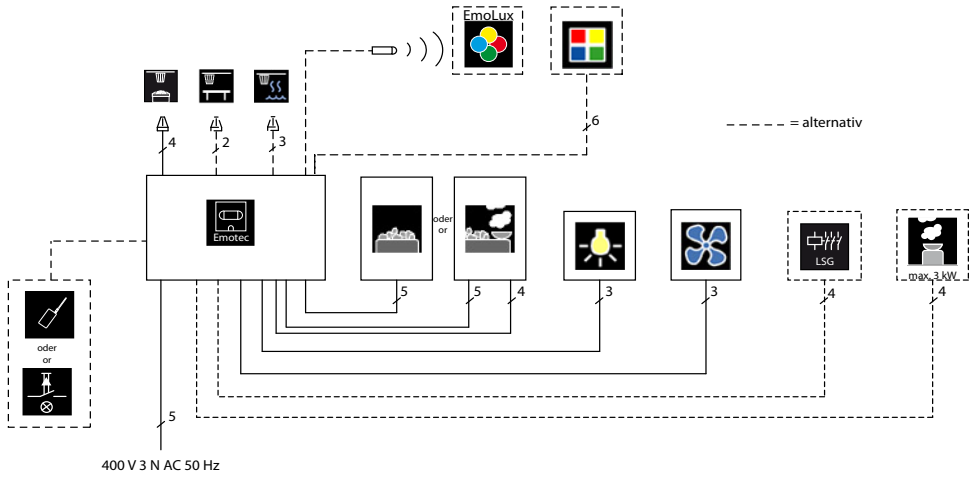 EmoLux
6
= alternativ
4
2
3
Emotec
oder
or
LSG
max. 3 kW
5
5
4
3
3
4
4
oder
or
5
400 V 3 N AC 50 Hz